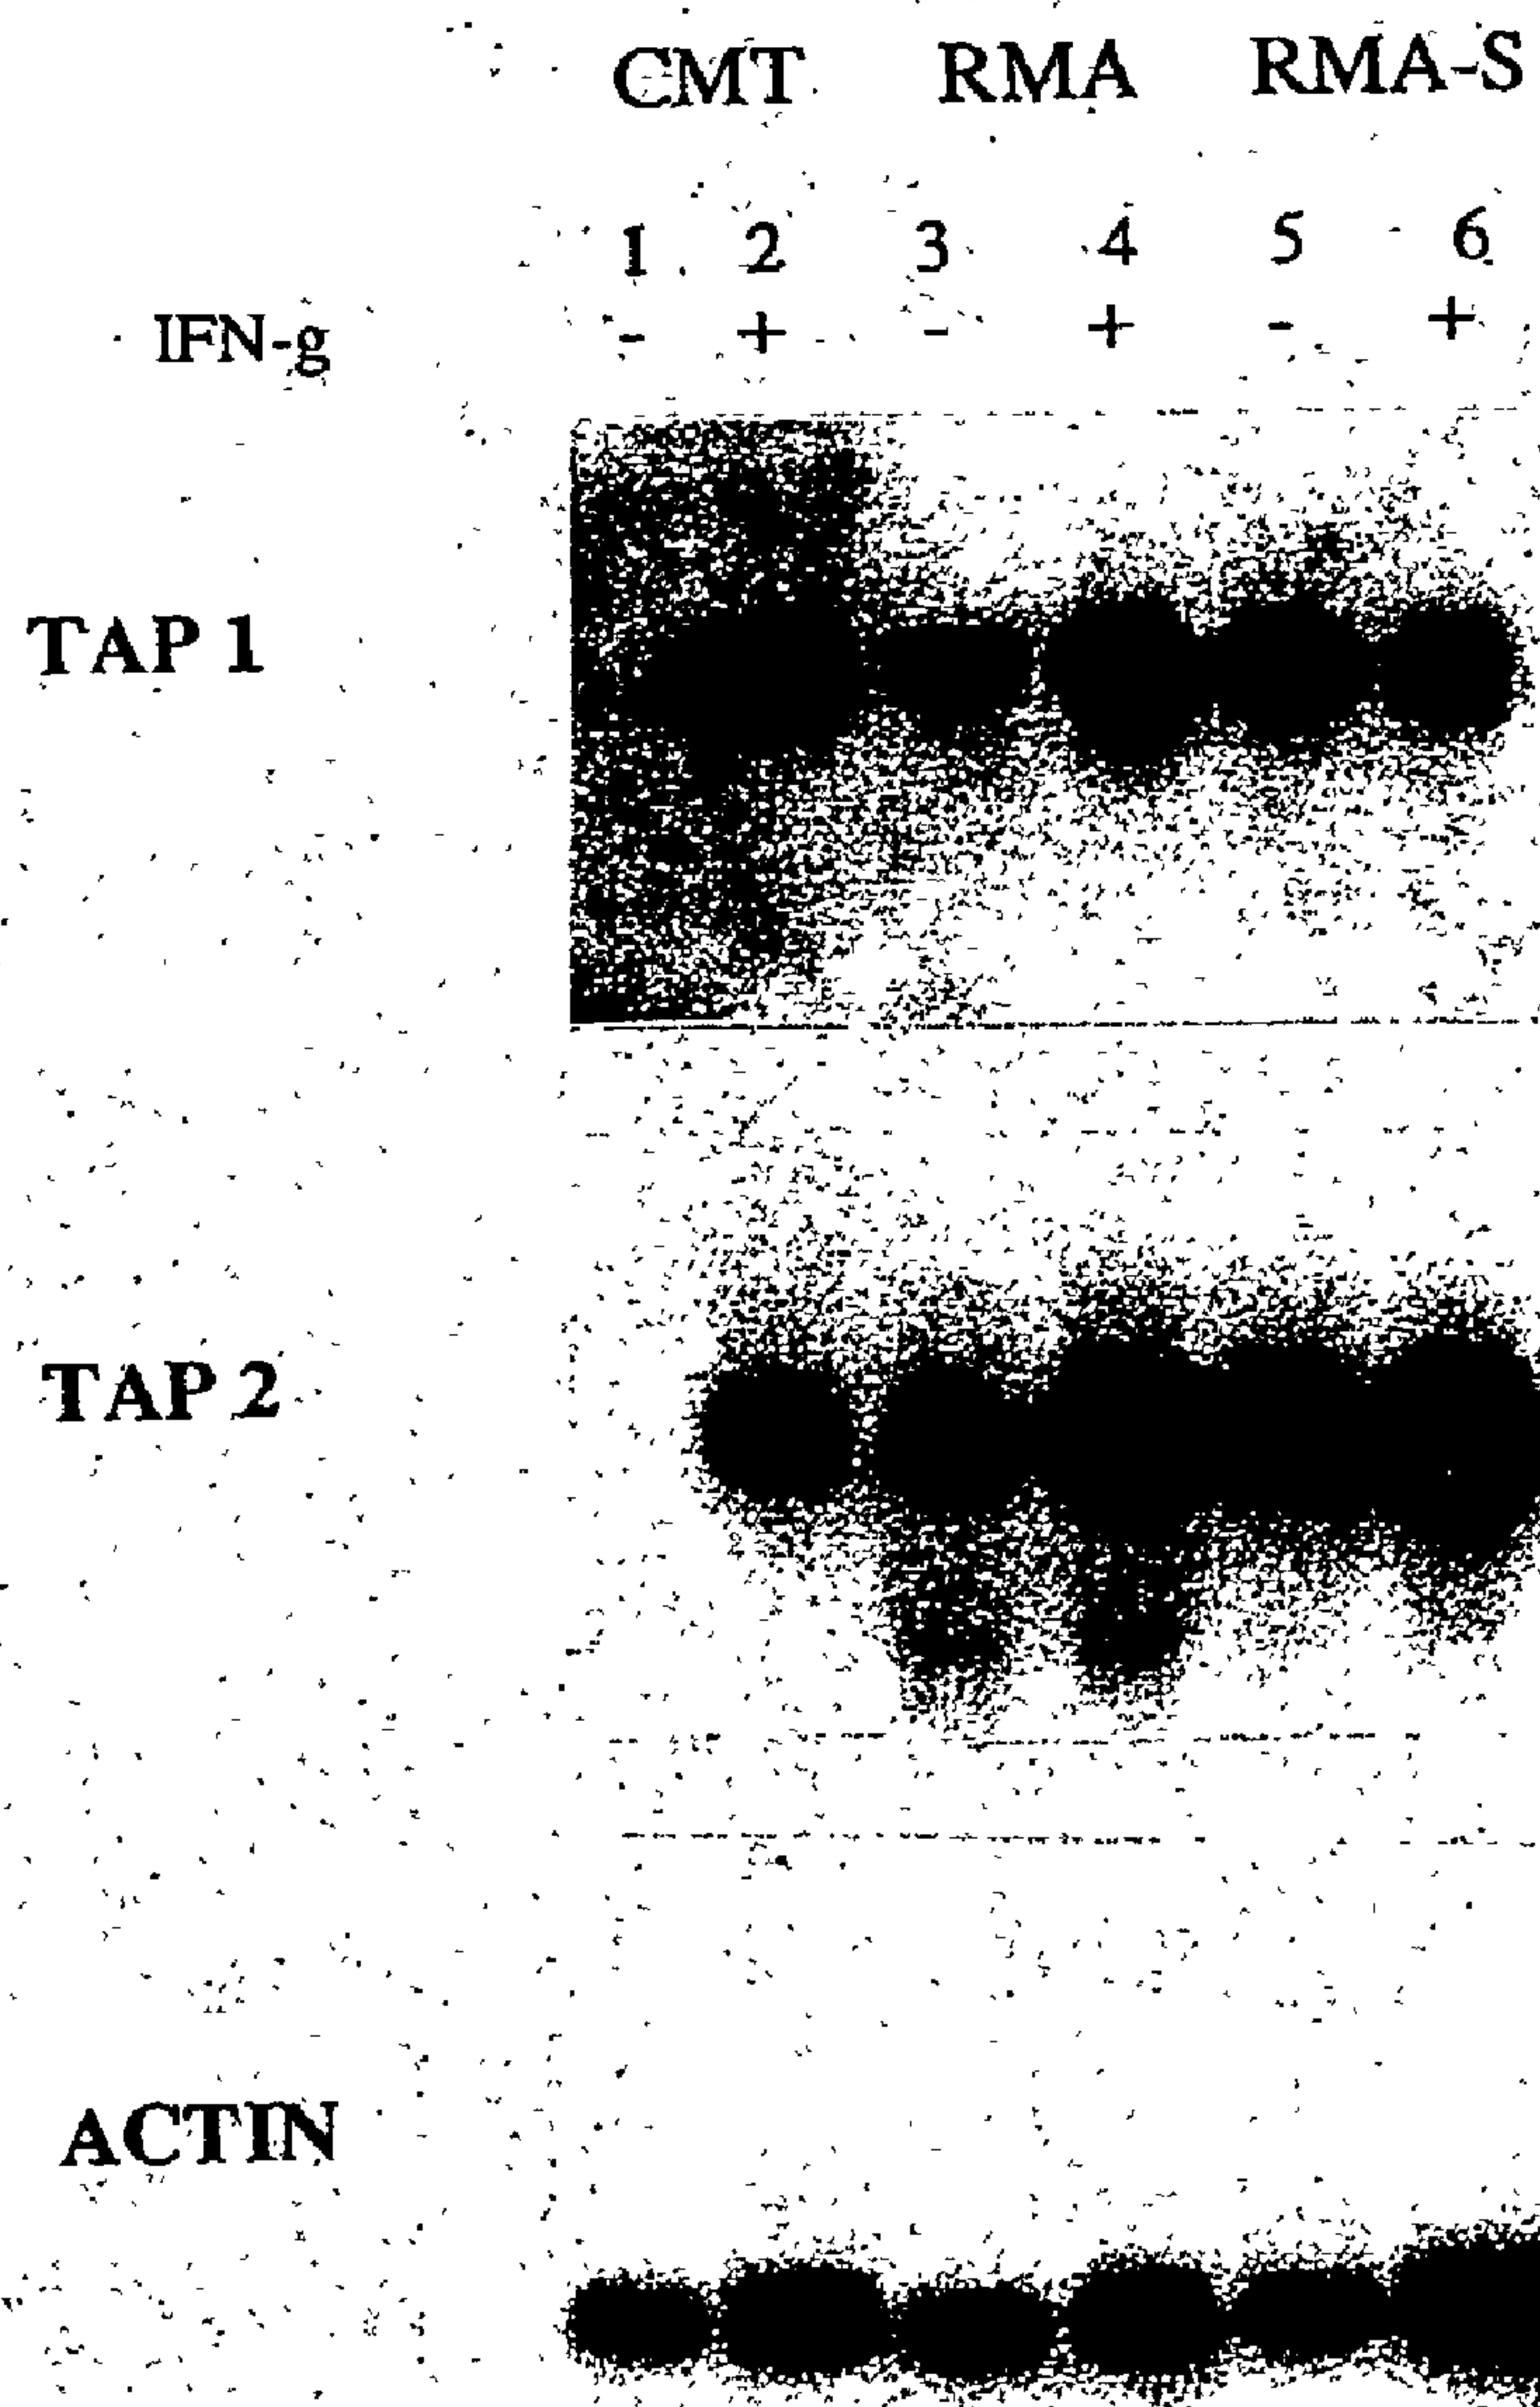 CMT RMA RMA-S
1 2 3 4 5 6
IFN-g - + - + - +
TAP 1
TAP 2
ACTIN